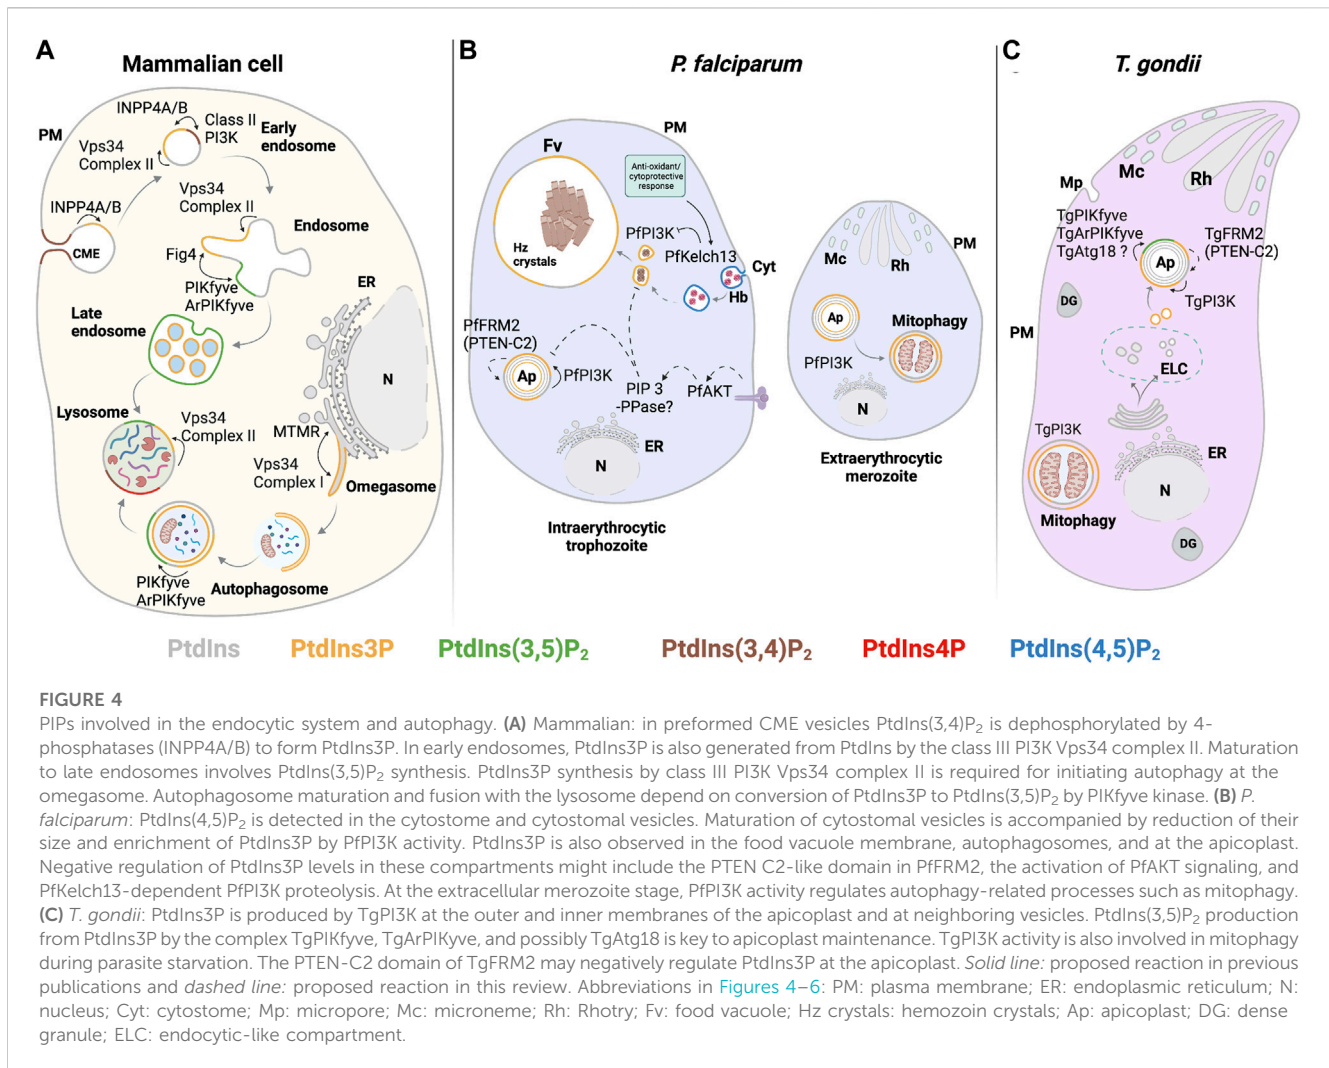 A
Mammalian cell
PM
INPP4A/B
Class II
PI3K
Early
endosome
Vps34
Complex II
INPP4A/B
CME
Vps34
Complex II
Endosome
Fig4
PIKfyve
ArPIKfyve
ER
Late
endosome
N
Lysosome
Vps34
Complex II
MTMR
Vps34
Complex I
Omegasome
PIKfyve
ArPIKfyve
Autophagosome
B
P. falciparum
PM
Fv
Anti-oxidant/
cytoprotective
response
Hz
crystals
PfPI3K
PfKelch13
Cyt
Hb
PfFRM2
(PTEN-C2)
Ap
PfPI3K
PIP 3
-PPase?
PfAKT
ER
N
Intraerythrocytic
trophozoite
PM
Mc
Rh
Ap
Mitophagy
PfPI3K
N
Extraerythrocytic
merozoite
C
T. gondii
Mc
Rh
Mp
TgPIKfyve
TgArPIKfyve
TgAtg18 ?
TgFRM2
(PTEN-C2)
Ap
TgPI3K
DG
PM
ELC
TgPI3K
ER
N
Mitophagy
DG
PtdIns PtdIns3P PtdIns(3,5)P2 PtdIns(3,4)P2 PtdIns4P PtdIns(4,5)P2
FIGURE 4
PIPs involved in the endocytic system and autophagy. (A) Mammalian: in preformed CME vesicles PtdIns(3,4)P2 is dephosphorylated by 4-
phosphatases (INPP4A/B) to form PtdIns3P. In early endosomes, PtdIns3P is also generated from PtdIns by the class III PI3K Vps34 complex II. Maturation
to late endosomes involves PtdIns(3,5)P2 synthesis. PtdIns3P synthesis by class III PI3K Vps34 complex II is required for initiating autophagy at the
omegasome. Autophagosome maturation and fusion with the lysosome depend on conversion of PtdIns3P to PtdIns(3,5)P2 by PIKfyve kinase. (B) P.
falciparum: PtdIns(4,5)P2 is detected in the cytostome and cytostomal vesicles. Maturation of cytostomal vesicles is accompanied by reduction of their
size and enrichment of PtdIns3P by PfPI3K activity. PtdIns3P is also observed in the food vacuole membrane, autophagosomes, and at the apicoplast.
Negative regulation of PtdIns3P levels in these compartments might include the PTEN C2-like domain in PfFRM2, the activation of PfAKT signaling, and
PfKelch13-dependent PfPI3K proteolysis. At the extracellular merozoite stage, PfPI3K activity regulates autophagy-related processes such as mitophagy.
(C) T. gondii: PtdIns3P is produced by TgPI3K at the outer and inner membranes of the apicoplast and at neighboring vesicles. PtdIns(3,5)P2 production
from PtdIns3P by the complex TgPIKfyve, TgArPIKyve, and possibly TgAtg18 is key to apicoplast maintenance. TgPI3K activity is also involved in mitophagy
during parasite starvation. The PTEN-C2 domain of TgFRM2 may negatively regulate PtdIns3P at the apicoplast. Solid line: proposed reaction in previous
publications and dashed line: proposed reaction in this review. Abbreviations in Figures 4–6: PM: plasma membrane; ER: endoplasmic reticulum; N:
nucleus; Cyt: cytostome; Mp: micropore; Mc: microneme; Rh: Rhotry; Fv: food vacuole; Hz crystals: hemozoin crystals; Ap: apicoplast; DG: dense
granule; ELC: endocytic-like compartment.